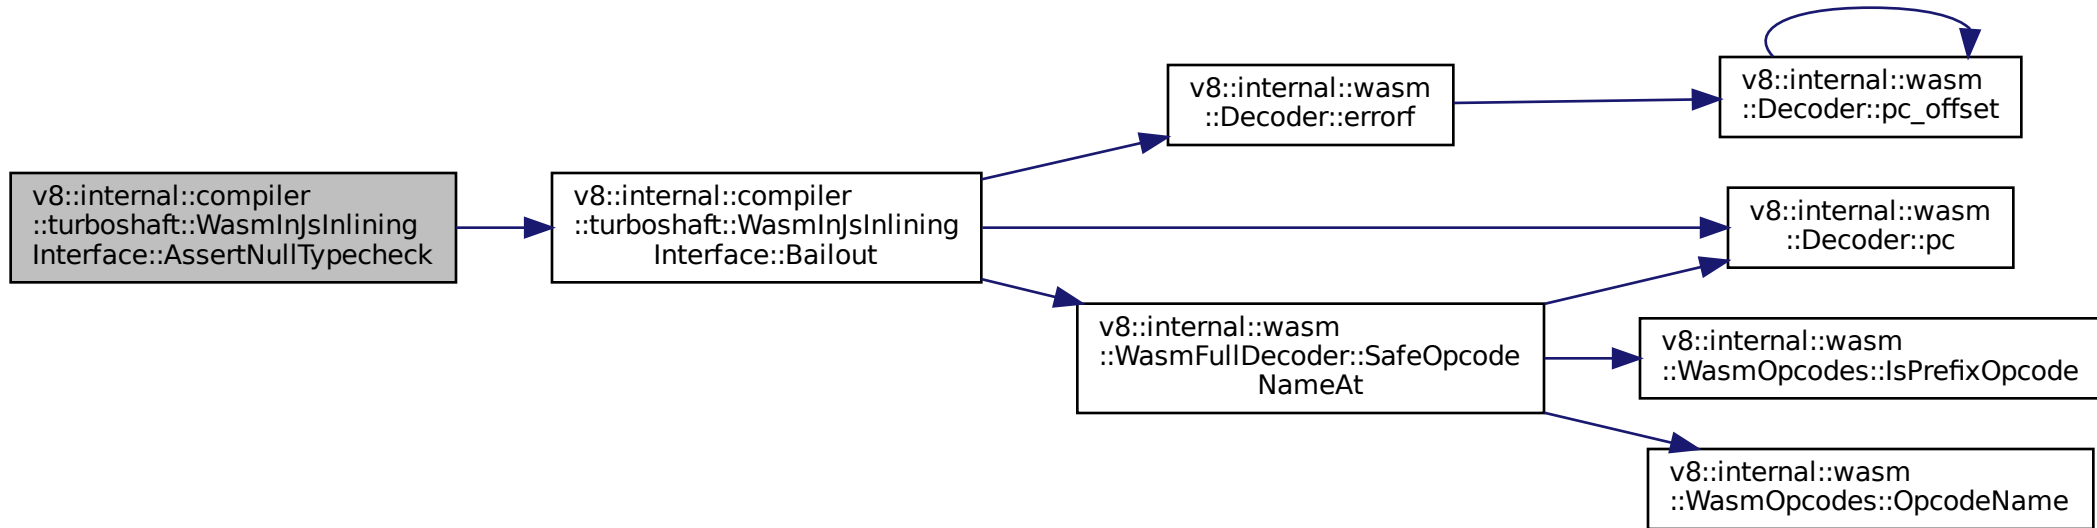 v8::internal::compiler
::turboshaft::WasmInJsInlining
Interface::AssertNullTypecheck
v8::internal::compiler
::turboshaft::WasmInJsInlining
Interface::Bailout
v8::internal::wasm
::Decoder::errorf
v8::internal::wasm
::Decoder::pc_offset
v8::internal::wasm
::Decoder::pc
v8::internal::wasm
::WasmFullDecoder::SafeOpcode
NameAt
v8::internal::wasm
::WasmOpcodes::IsPrefixOpcode
v8::internal::wasm
::WasmOpcodes::OpcodeName